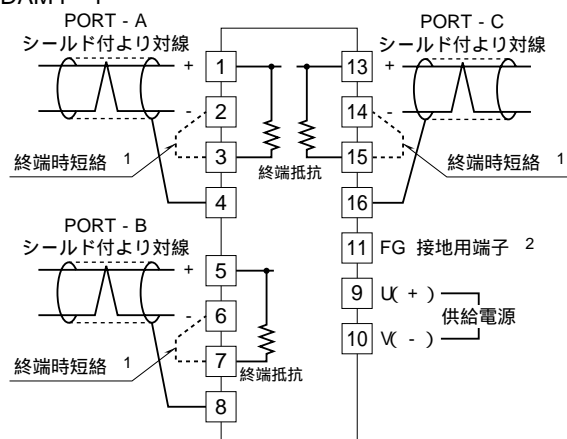 PORT - A
シールド付より対線
+
1
-
2
終端時短絡 1
3
終端抵抗
4
PORT - B
シールド付より対線
+
5
-
6
終端時短絡 1
7
終端抵抗
8
PORT - C
シールド付より対線
13
+
14
-
15
終端時短絡 1
16
11 FG 接地用端子 2
9 U( + )
供給電源
10 V( - )